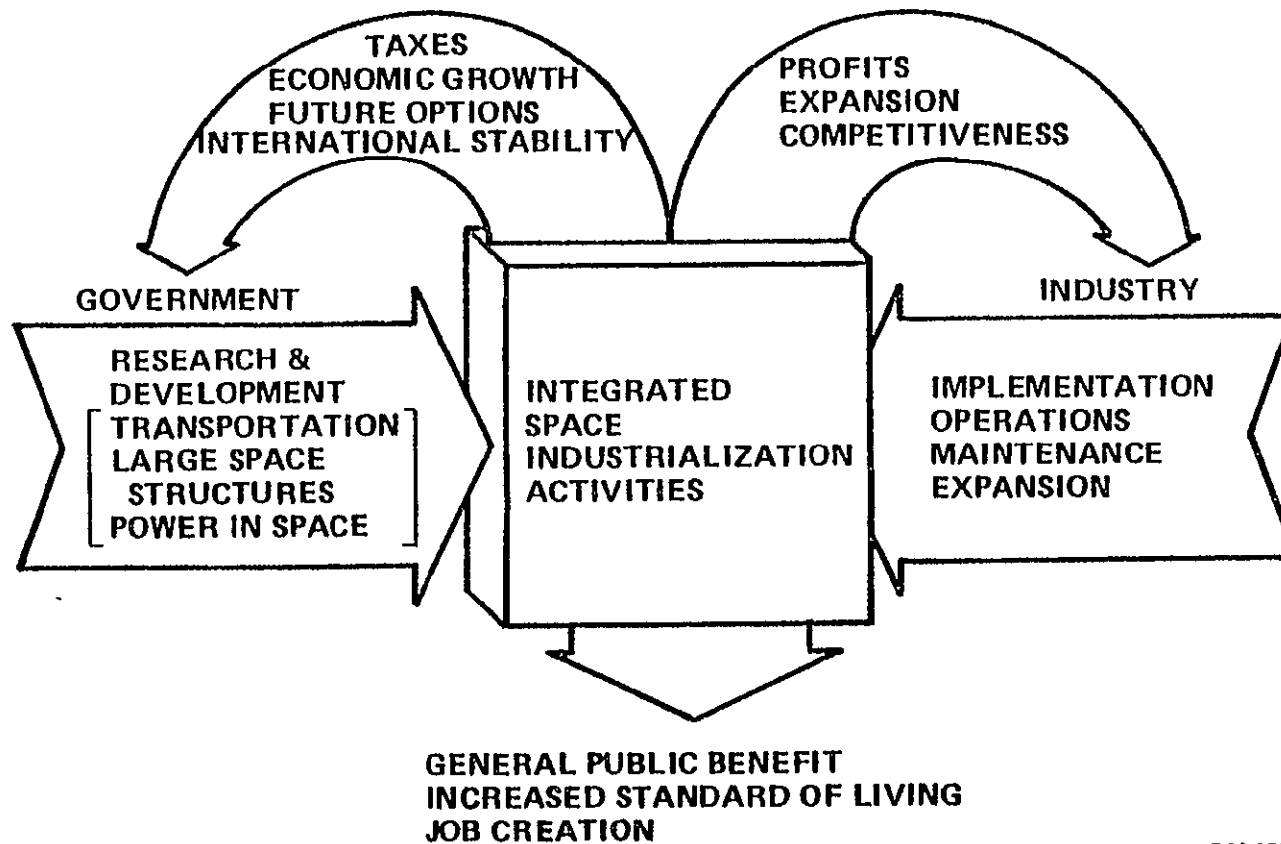 TAXES
ECONOMIC GROWTH
FUTURE OPTIONS
INTERNATIONAL STABILITY
PROFITS
EXPANSION
COMPETITIVENESS
GOVERNMENT
RESEARCH &
DEVELOPMENT
TRANSPORTATION
LARGE SPACE
STRUCTURES
POWER IN SPACE
INTEGRATED
SPACE
INDUSTRIALIZATION
ACTIVITIES
INDUSTRY
IMPLEMENTATION
OPERATIONS
MAINTENANCE
EXPANSION
GENERAL PUBLIC BENEFIT
INCREASED STANDARD OF LIVING
JOB CREATION